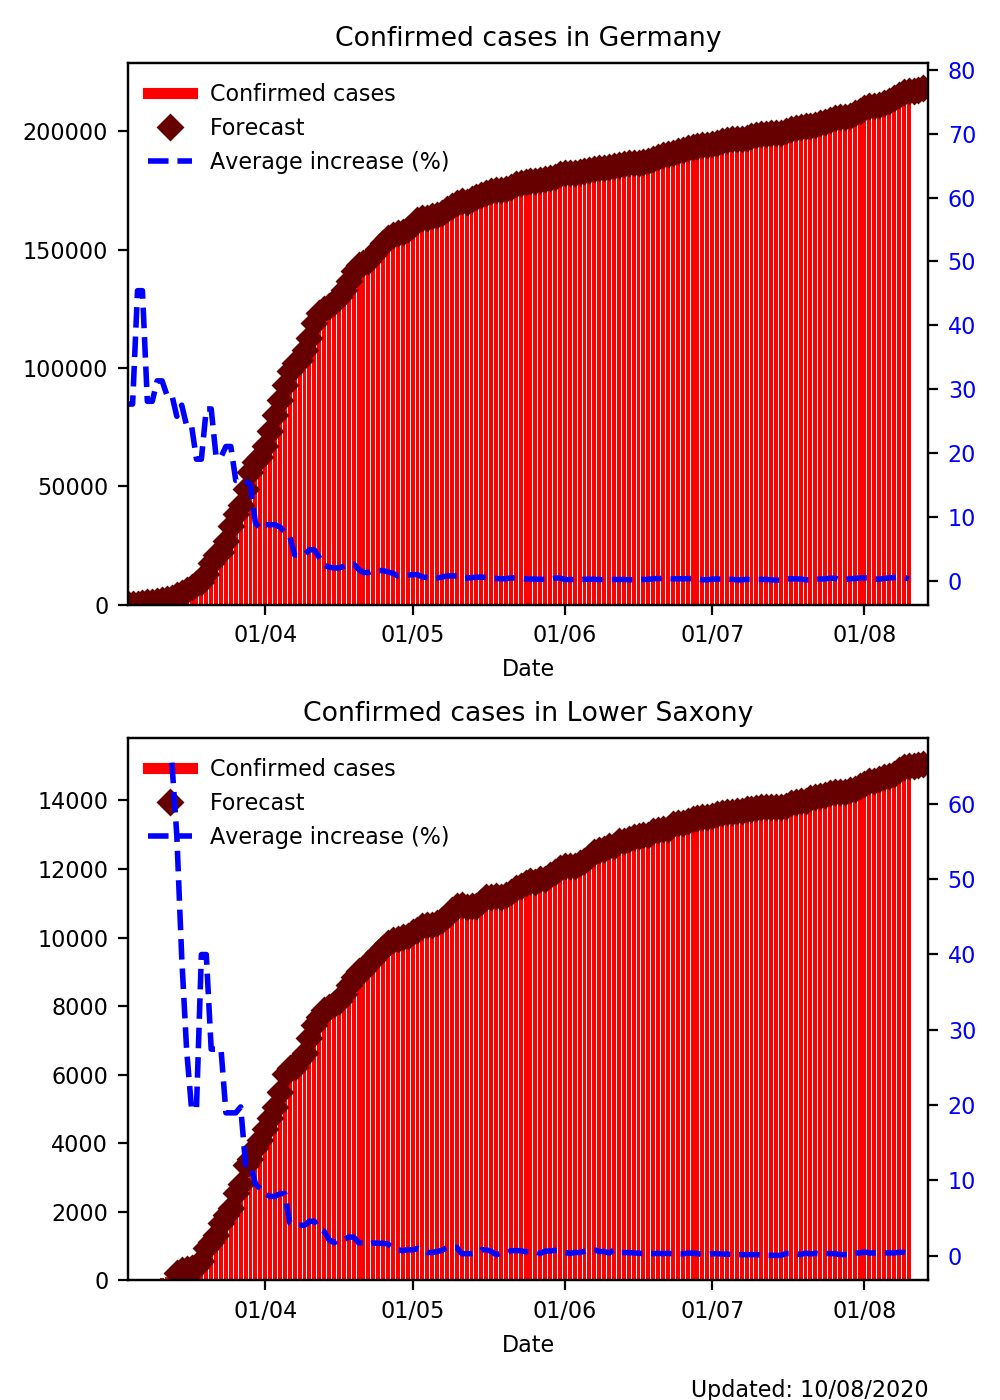 Confirmed cases in Germany
Confirmed cases
Forecast
Average increase (%)
200000
150000
100000
50000
0
80
70
60
50
40
30
20
10
0
01/04 01/05 01/06 01/07 01/08
Date
Confirmed cases in Lower Saxony
Confirmed cases
Forecast
Average increase (%)
14000
12000
10000
8000
6000
4000
2000
0
60
50
40
30
20
10
0
01/04 01/05 01/06 01/07 01/08
Date
Updated: 10/08/2020